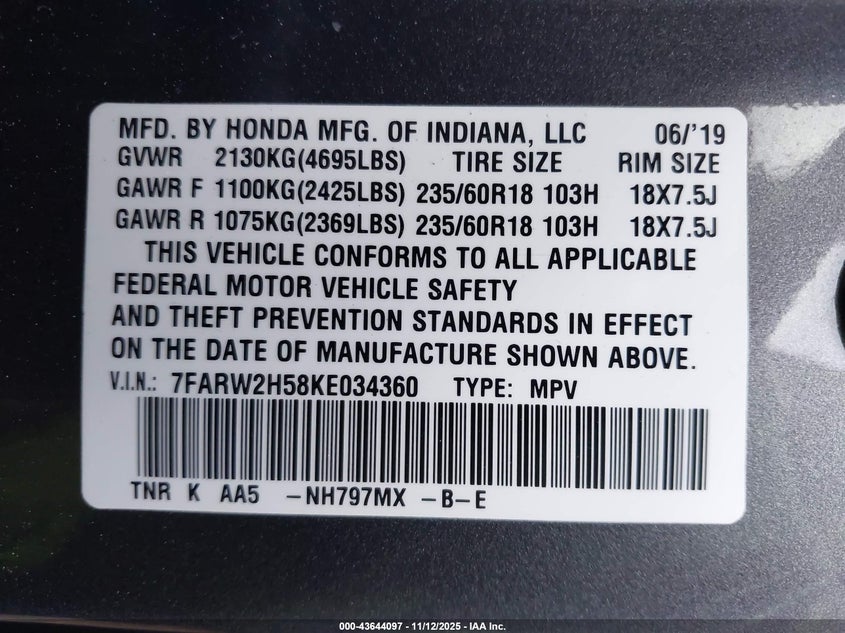 MFD. BY HONDA MFG. OF INDIANA, LLC 06/'19
GVWR 2130KG(4695LBS) TIRE SIZE RIM SIZE
GAWR F 1100KG(2425LBS) 235/60R18 103H 18X7.5J
GAWR R 1075KG(2369LBS) 235/60R18 103H 18X7.5J
THIS VEHICLE CONFORMS TO ALL APPLICABLE
FEDERAL MOTOR VEHICLE SAFETY
AND THEFT PREVENTION STANDARDS IN EFFECT
ON THE DATE OF MANUFACTURE SHOWN ABOVE.
V.I.N.: 7FARW2H58KE034360 TYPE: MPV
TNR K AA5 -NH797MX -B-E
000-43644097 - 11/12/2025 - IAA Inc.